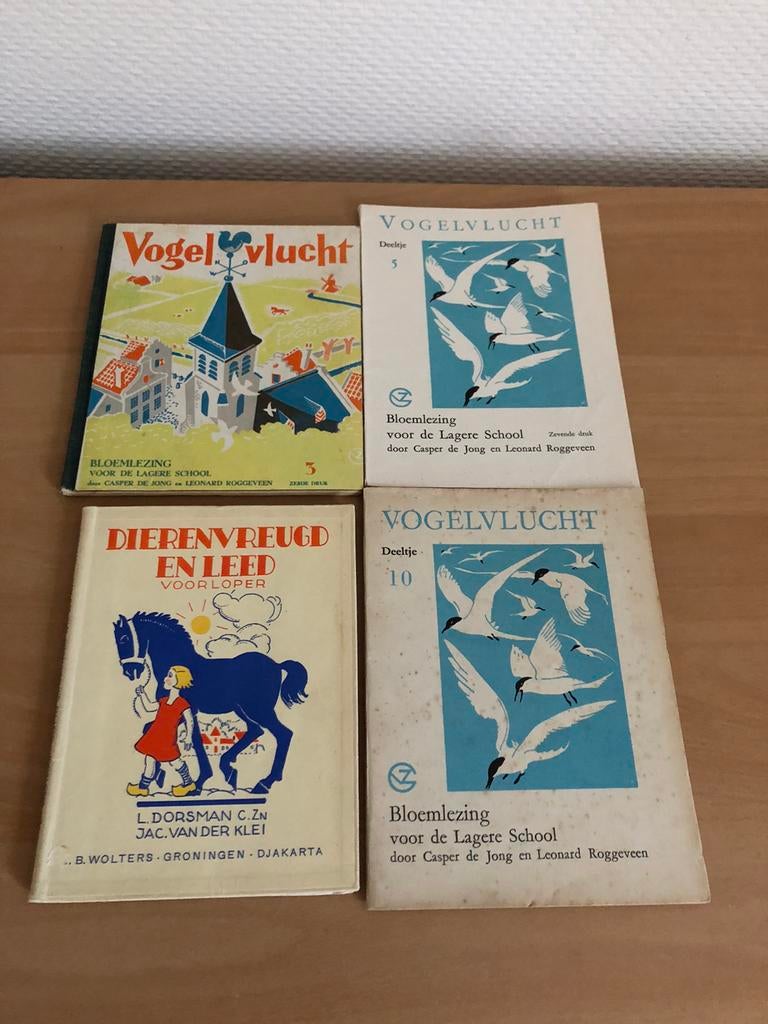 Vogelvlucht
BLOEMLEZING
VOOR DE LAGERE SCHOOL
door CASPER DE JONG en LEONARD ROGGEVEEN
3
ZESDE DRUK
VOGELVLUCHT
Deeltje
5
Bloemlezing
voor de Lagere School
Zevende druk
door Casper de Jong en Leonard Roggeveen
DIERENVREUGD
EN LEED
VOORLOPER
L. DORSMAN C.ZN
JAC. VAN DER KLEI
. B. WOLTERS · GRONINGEN · DJAKARTA
VOGELVLUCHT
Deeltje
10
Bloemlezing
voor de Lagere School
door Casper de Jong en Leonard Roggeveen